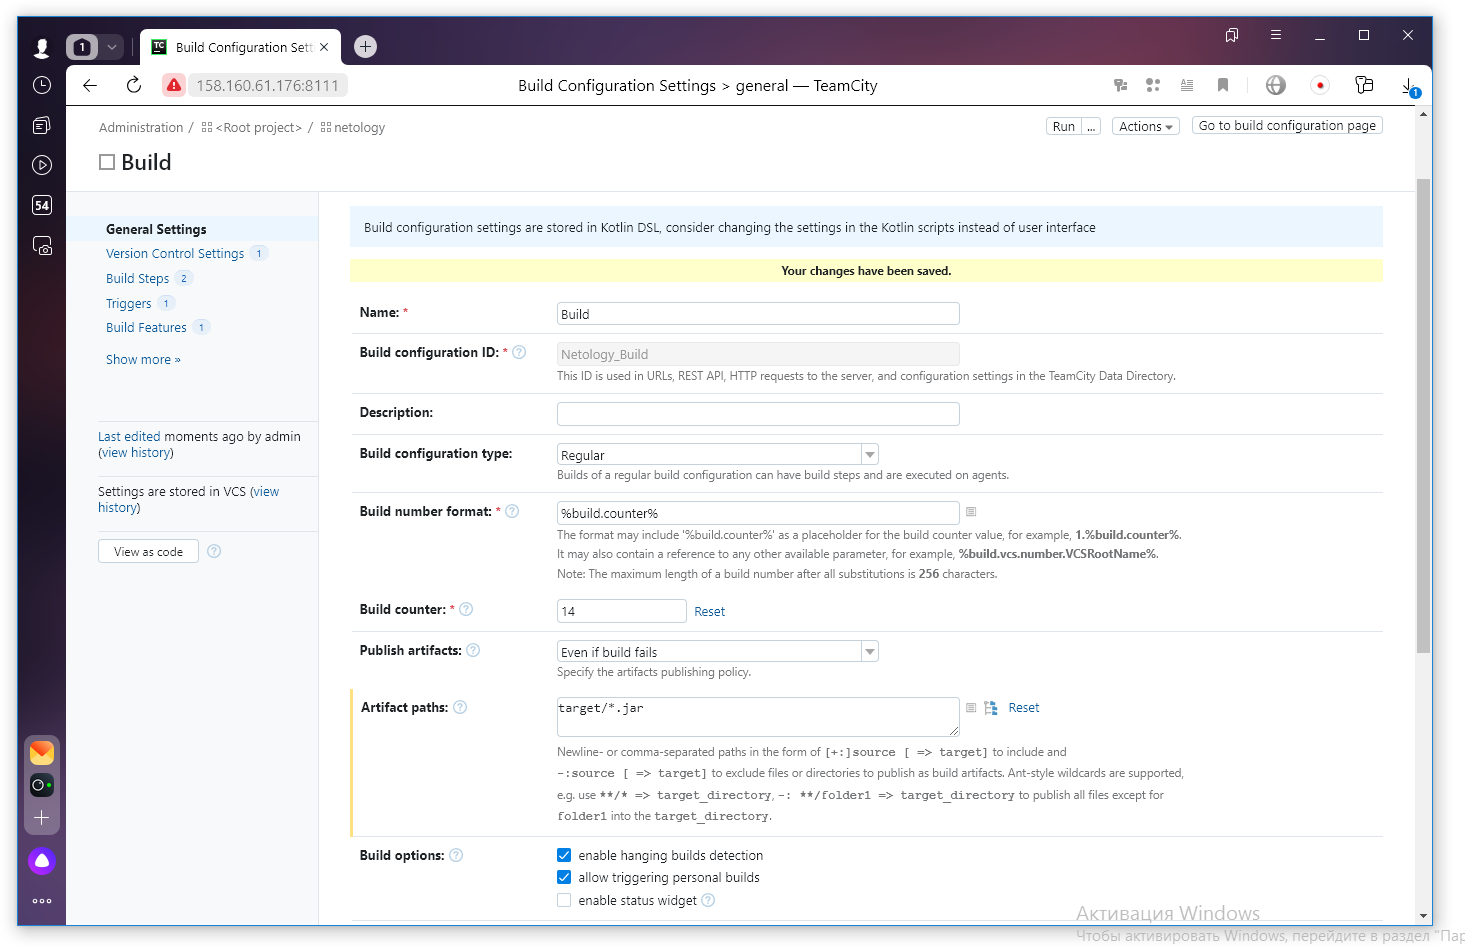 1
TC
Build Configuration Sett
158.160.61.176:8111
Build Configuration Settings > general — TeamCity
1
54
Administration / <Root project> / netology
Run ... Actions Go to build configuration page
Build
General Settings
Version Control Settings 1
Build Steps 2
Triggers 1
Build Features 1
Show more »
Last edited moments ago by admin
(view history)
Settings are stored in VCS (view
history)
View as code ?
Build configuration settings are stored in Kotlin DSL, consider changing the settings in the Kotlin scripts instead of user interface
Your changes have been saved.
Name: * Build
Build configuration ID: * ? Netology_Build
This ID is used in URLs, REST API, HTTP requests to the server, and configuration settings in the TeamCity Data Directory.
Description:
Build configuration type: Regular
Builds of a regular build configuration can have build steps and are executed on agents.
Build number format: * ? %build.counter%
The format may include '%build.counter%' as a placeholder for the build counter value, for example, 1.%build.counter%.
It may also contain a reference to any other available parameter, for example, %build.vcs.number.VCSRootName%.
Note: The maximum length of a build number after all substitutions is 256 characters.
Build counter: * ? 14 Reset
Publish artifacts: ? Even if build fails
Specify the artifacts publishing policy.
Artifact paths: ? target/*.jar Reset
Newline- or comma-separated paths in the form of [+:]source [ => target] to include and
-:source [ => target] to exclude files or directories to publish as build artifacts. Ant-style wildcards are supported,
e.g. use **/* => target_directory, -: **/folder1 => target_directory to publish all files except for
folder1 into the target_directory.
Build options: ? enable hanging builds detection
allow triggering personal builds
enable status widget ?
Активация Windows
Чтобы активировать Windows, перейдите в раздел "Пар